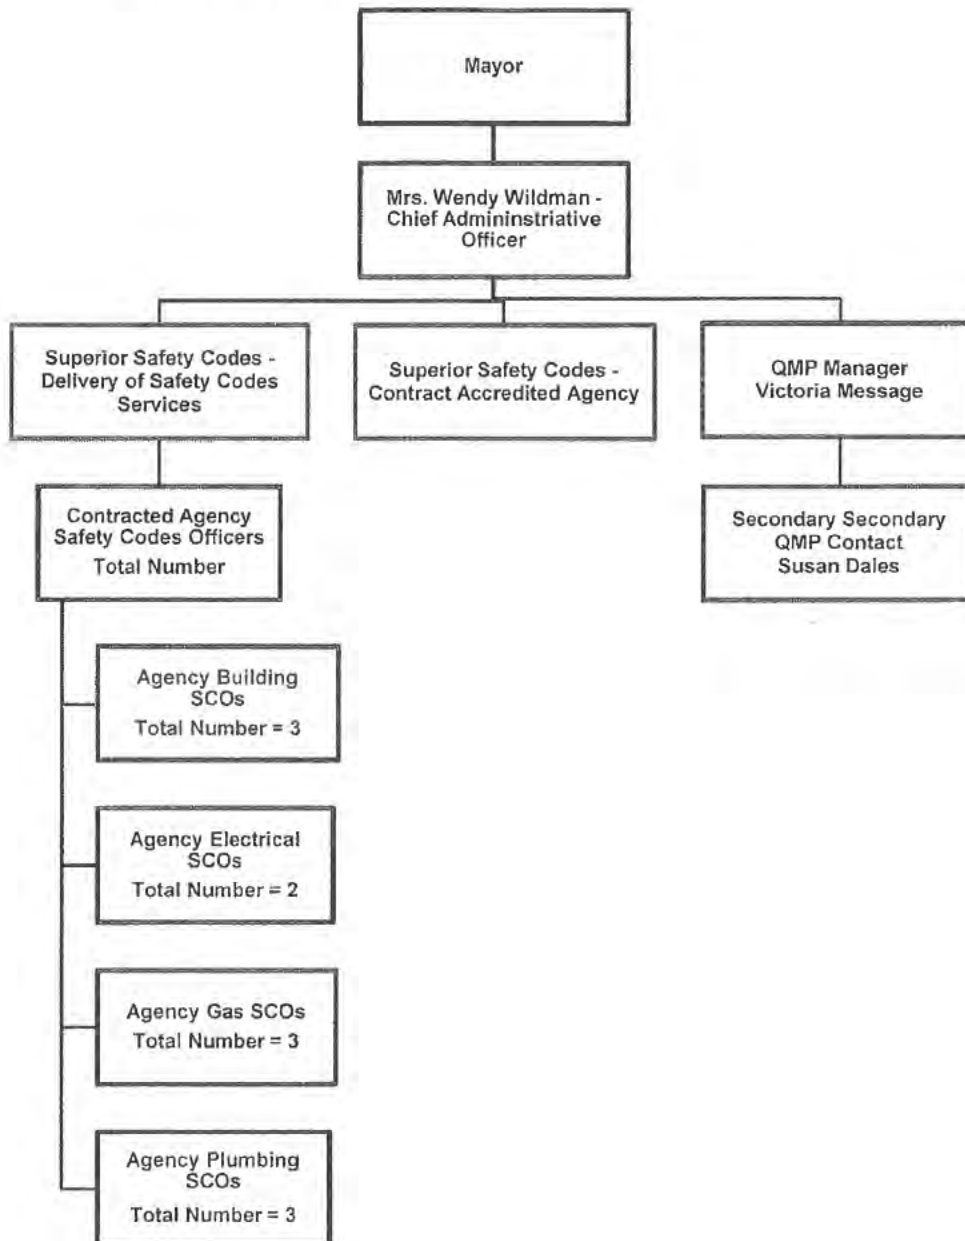 Mayor
Mrs. Wendy Wildman -
Chief Admininstriative
Officer
Superior Safety Codes -
Delivery of Safety Codes
Services
Superior Safety Codes -
Contract Accredited Agency
QMP Manager
Victoria Message
Contracted Agency
Safety Codes Officers
Total Number
Secondary Secondary
QMP Contact
Susan Dales
Agency Building
SCOs
Total Number = 3
Agency Electrical
SCOs
Total Number = 2
Agency Gas SCOs
Total Number = 3
Agency Plumbing
SCOs
Total Number = 3